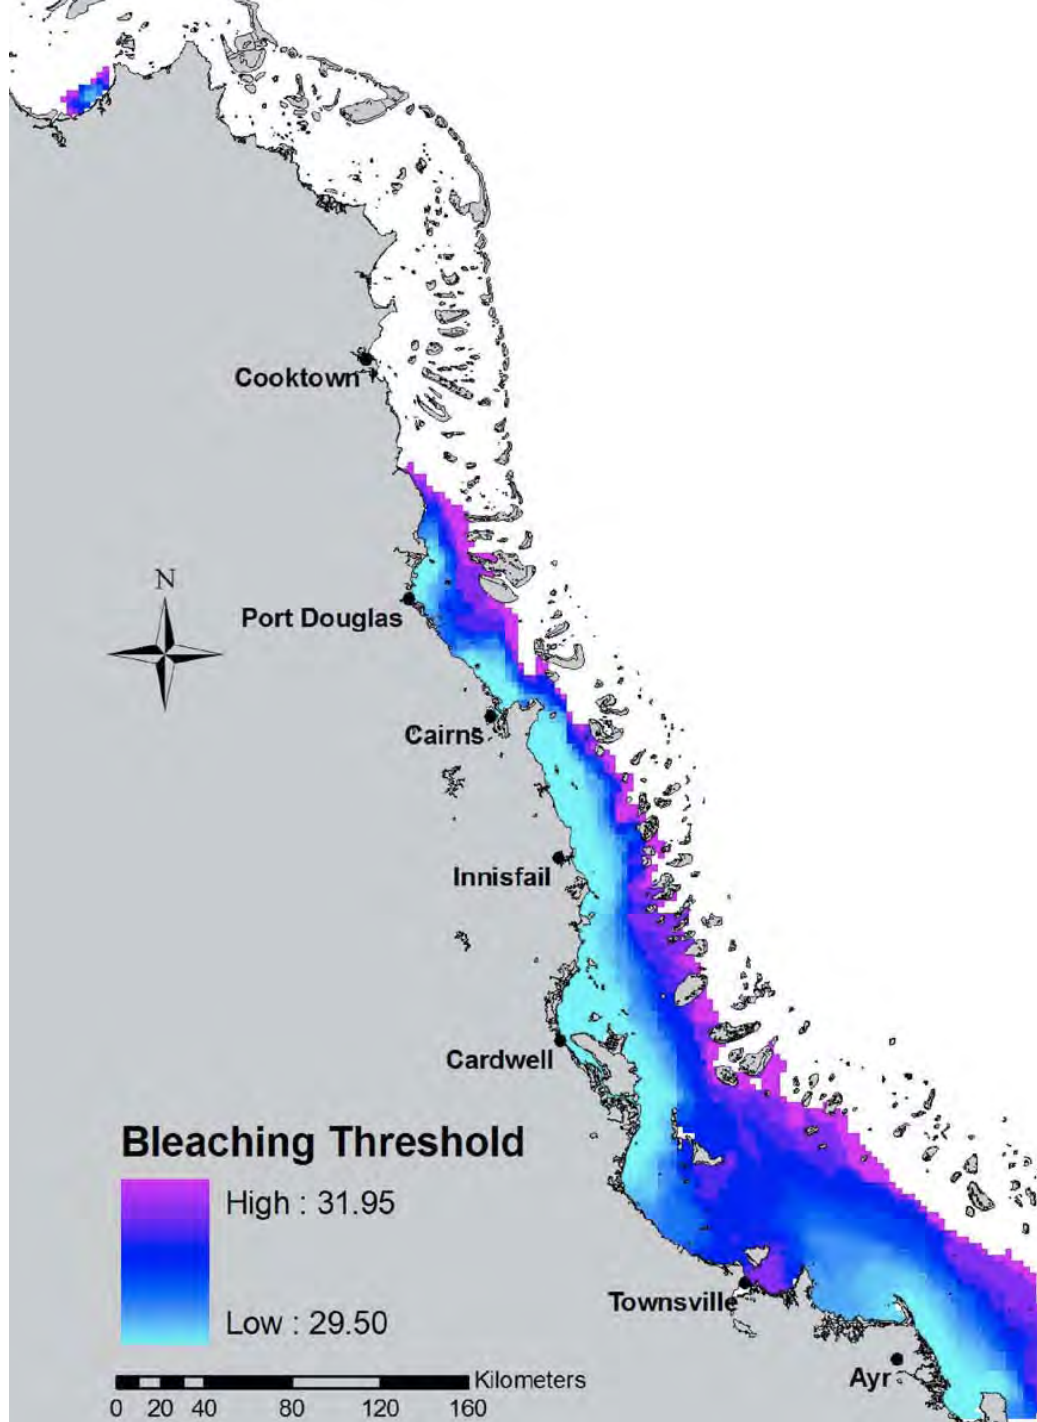 Cooktown
N
Port Douglas
Cairns
Innisfail
Cardwell
Bleaching Threshold
High : 31.95
Low : 29.50
Townsville
Ayr
Kilometers
0 20 40 80 120 160